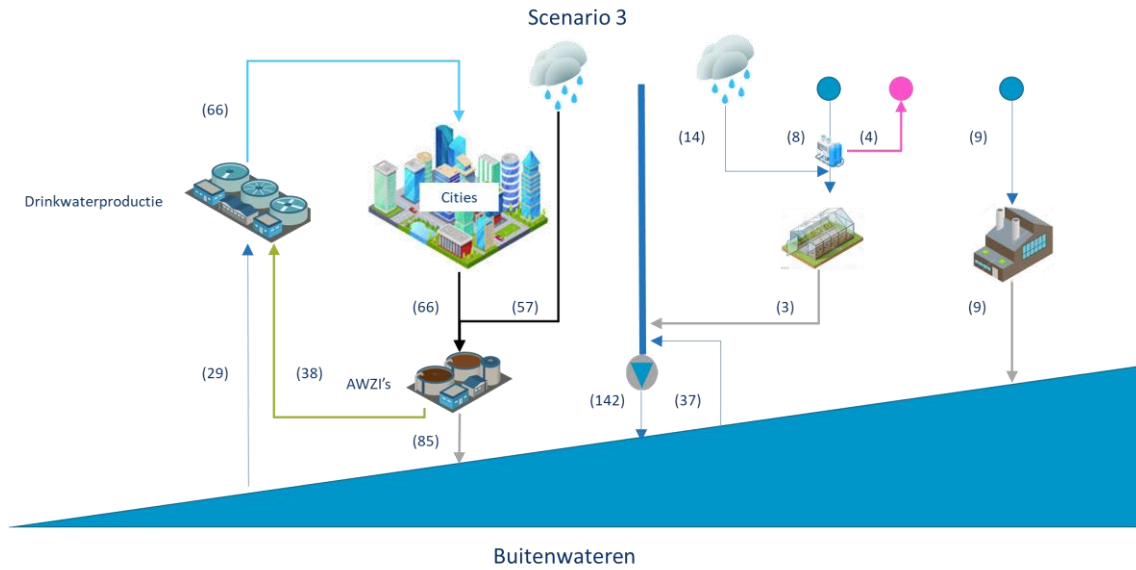 Scenario 3
(66)
(14)
(8)
(4)
(9)
Drinkwaterproductie
Cities
(66)
(57)
(3)
(9)
(29)
(38)
AWZI's
(142)
(37)
(85)
Buitenwateren